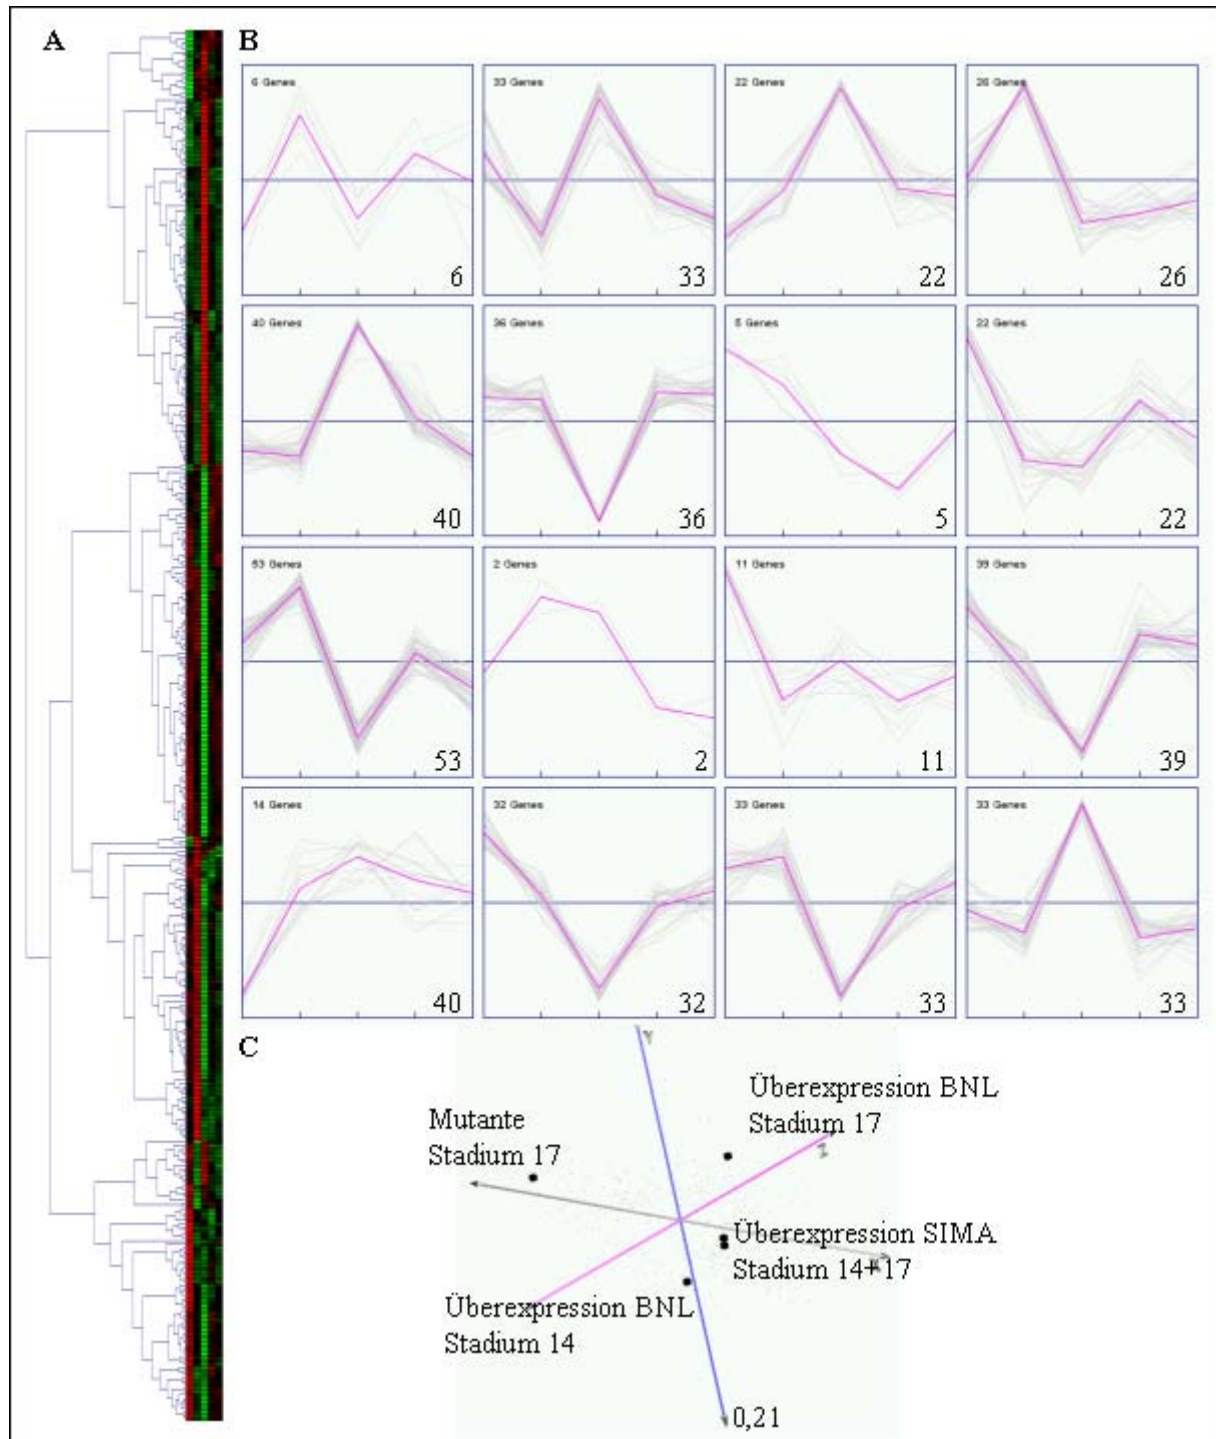 A
B
6 Genes
33 Genes
22 Genes
26 Genes
6
33
22
26
40 Genes
36 Genes
5 Genes
22 Genes
40
36
5
22
53 Genes
2 Genes
11 Genes
39 Genes
53
2
11
39
14 Genes
32 Genes
33 Genes
33 Genes
40
32
33
33
C
Y
Überexpression BNL
Stadium 17
Mutante
Stadium 17
Z
Überexpression SIMA
Stadium 14+17
Überexpression BNL
Stadium 14
0,21